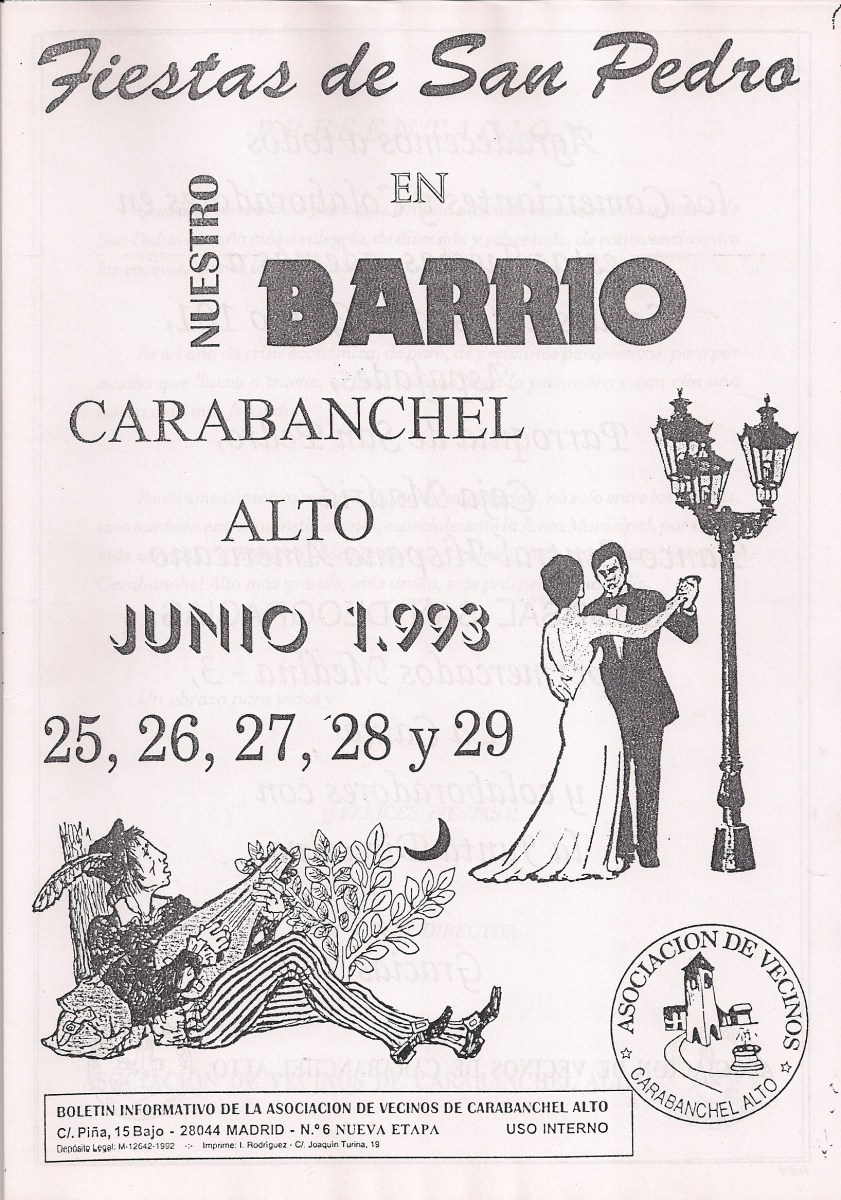 Fiestas de San Pedro
EN
NUESTRO
BARRIO
CARABANCHEL
ALTO
JUNIO 1.993
25, 26, 27, 28 y 29
ASOCIACION DE VECINOS
CARABANCHEL ALTO
BOLETIN INFORMATIVO DE LA ASOCIACION DE VECINOS DE CARABANCHEL ALTO
C/. Piña, 15 Bajo - 28044 MADRID - N.º 6 NUEVA ETAPA USO INTERNO
Depósito Legal: M-12642-1992 -:- Imprime: I. Rodríguez - C/. Joaquín Turina, 19